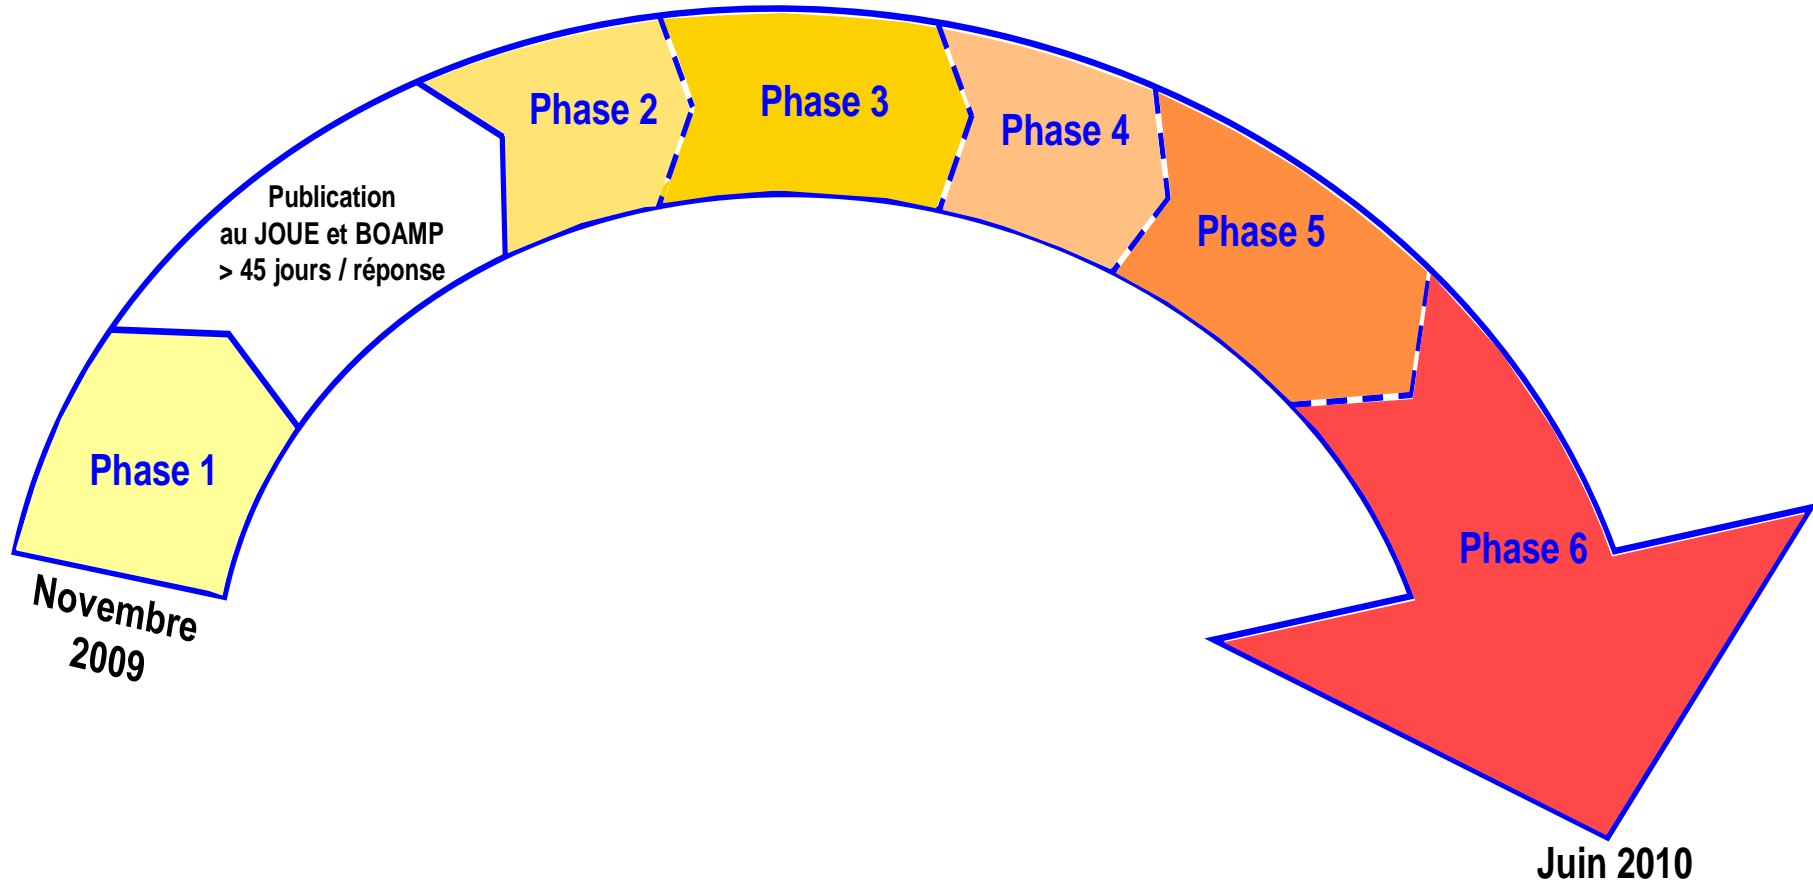 Phase 1
Novembre
2009
Publication
au JOUE et BOAMP
> 45 jours / réponse
Phase 2
Phase 3
Phase 4
Phase 5
Phase 6
Juin 2010